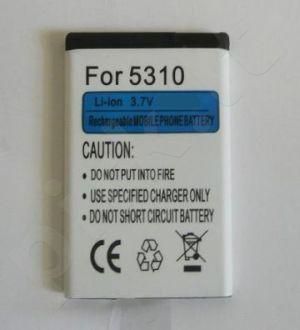 For 5310
Li-ion 3.7V
Rechargeable MOBILE PHONE BATTERY
CAUTION:
● DO NOT PUT INTO FIRE
● USE SPECIFIED CHARGER ONLY
● DO NOT SHORT CIRCUIT BATTERY
CE